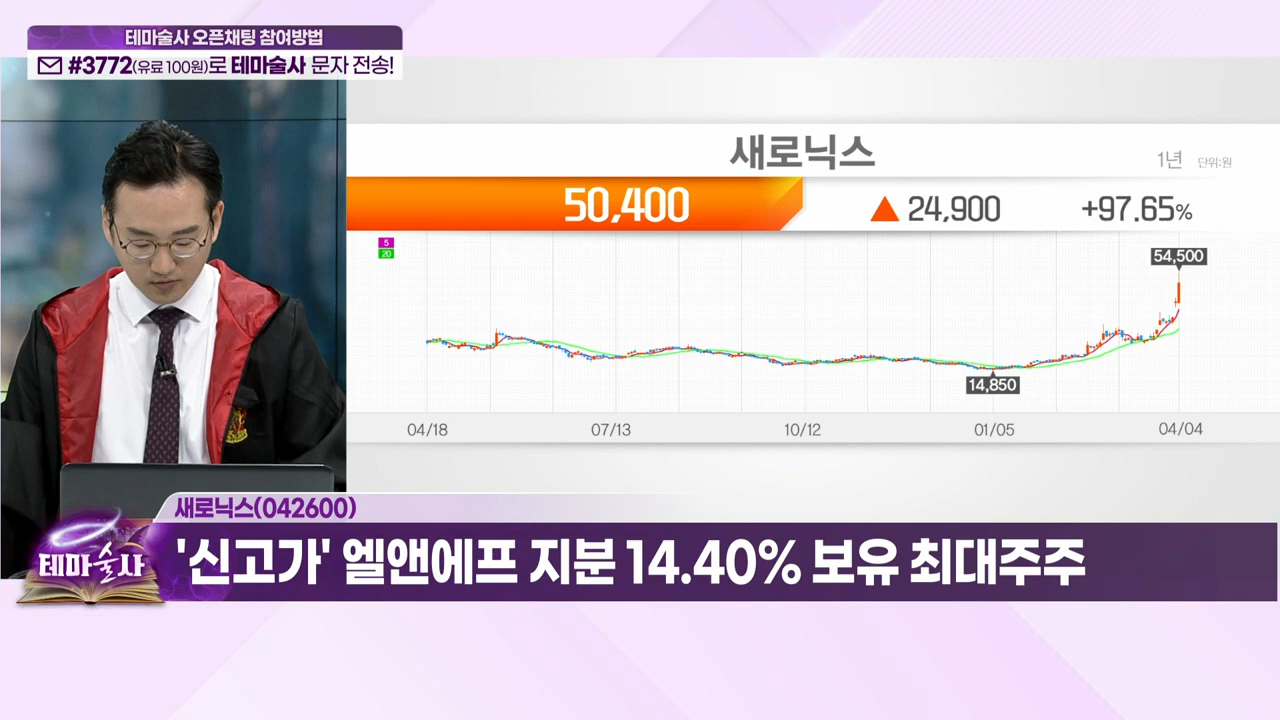 테마술사 오픈채팅 참여방법
#3772(유료 100원)로 테마술사 문자 전송!
새로닉스
1년 단위:원
50,400 ▲ 24,900 +97.65%
5
20
54,500
14,850
04/18 07/13 10/12 01/05 04/04
새로닉스(042600)
테마술사
'신고가' 엘앤에프 지분 14.40% 보유 최대주주